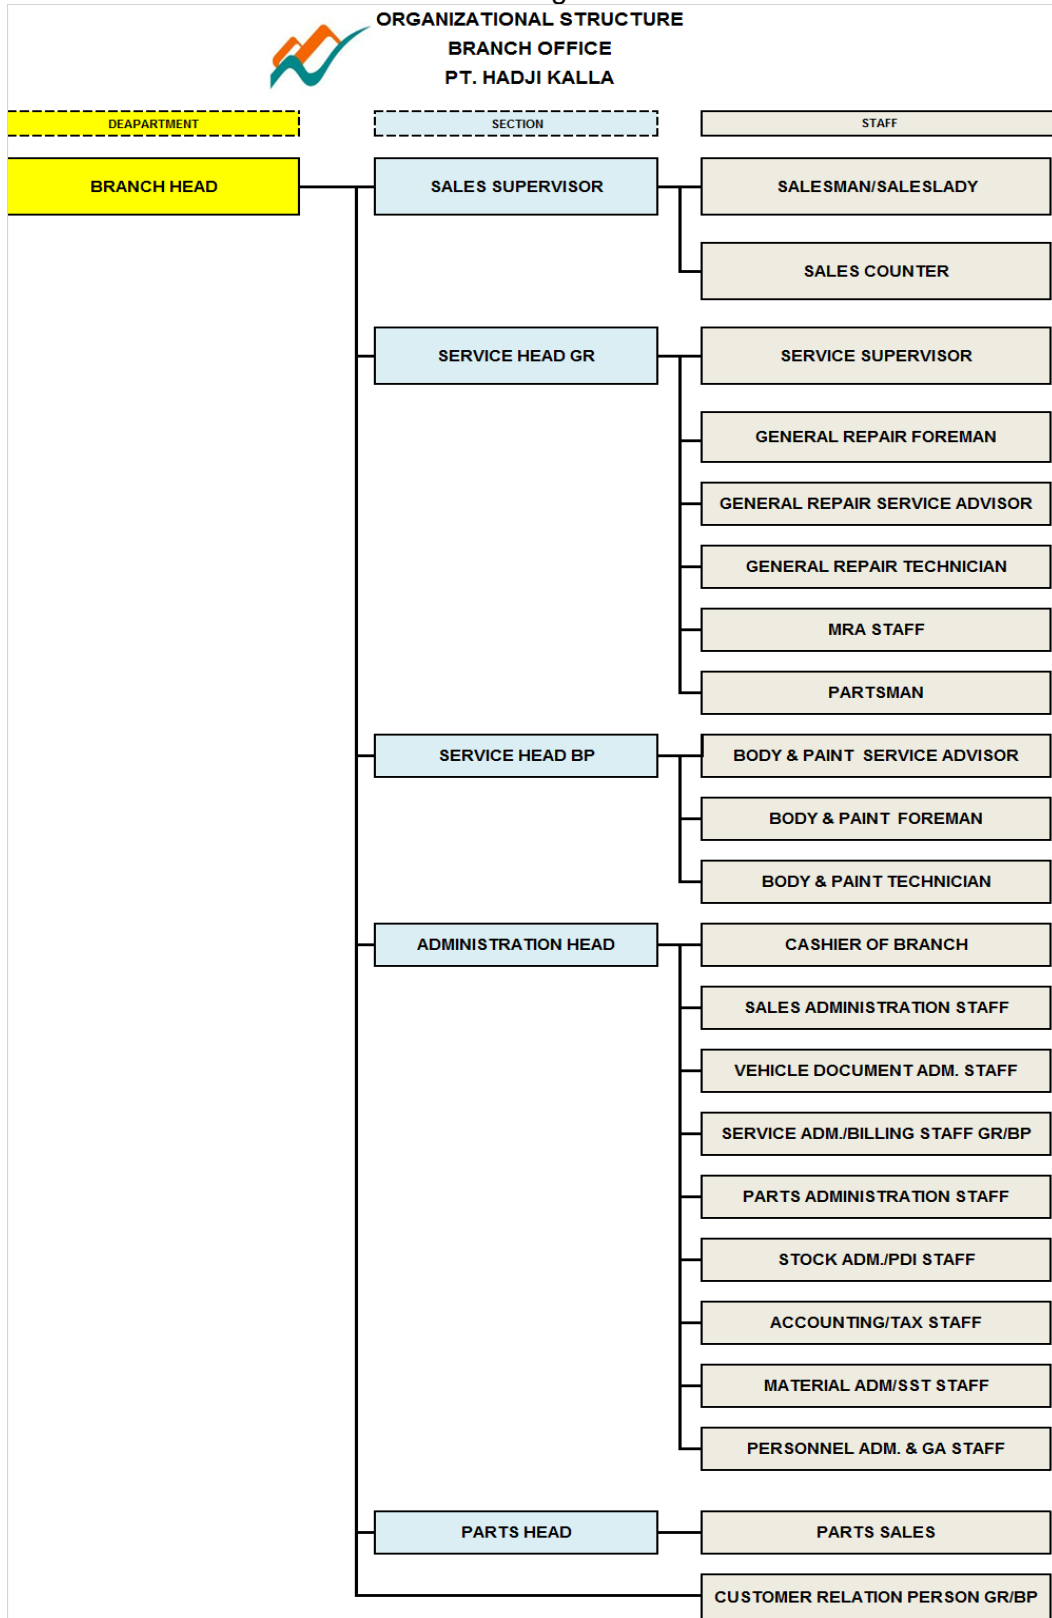 ORGANIZATIONAL STRUCTURE
BRANCH OFFICE
PT. HADJI KALLA
DEAPARTMENT
SECTION
STAFF
BRANCH HEAD
SALES SUPERVISOR
SALESMAN/SALESLADY
SALES COUNTER
SERVICE HEAD GR
SERVICE SUPERVISOR
GENERAL REPAIR FOREMAN
GENERAL REPAIR SERVICE ADVISOR
GENERAL REPAIR TECHNICIAN
MRA STAFF
PARTSMAN
SERVICE HEAD BP
BODY & PAINT SERVICE ADVISOR
BODY & PAINT FOREMAN
BODY & PAINT TECHNICIAN
ADMINISTRATION HEAD
CASHIER OF BRANCH
SALES ADMINISTRATION STAFF
VEHICLE DOCUMENT ADM. STAFF
SERVICE ADM./BILLING STAFF GR/BP
PARTS ADMINISTRATION STAFF
STOCK ADM./PDI STAFF
ACCOUNTING/TAX STAFF
MATERIAL ADM/SST STAFF
PERSONNEL ADM. & GA STAFF
PARTS HEAD
PARTS SALES
CUSTOMER RELATION PERSON GR/BP